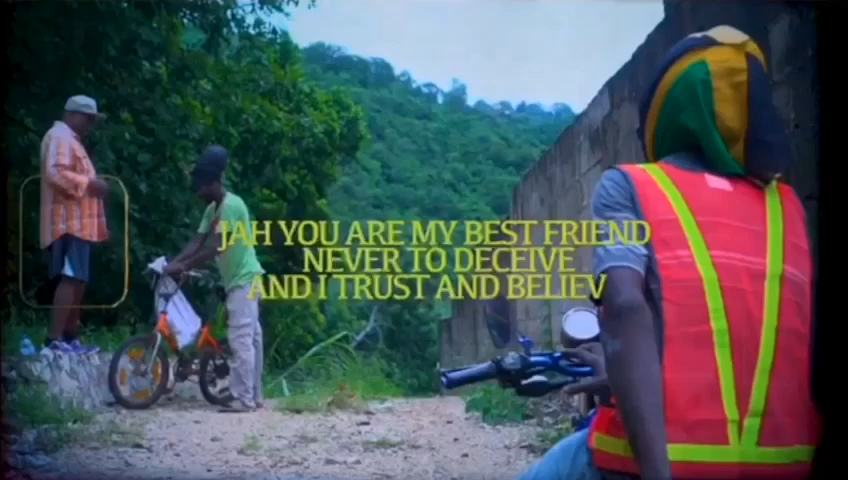 JAH YOU ARE MY BEST FRIEND
NEVER TO DECEIVE
AND I TRUST AND BELIEV